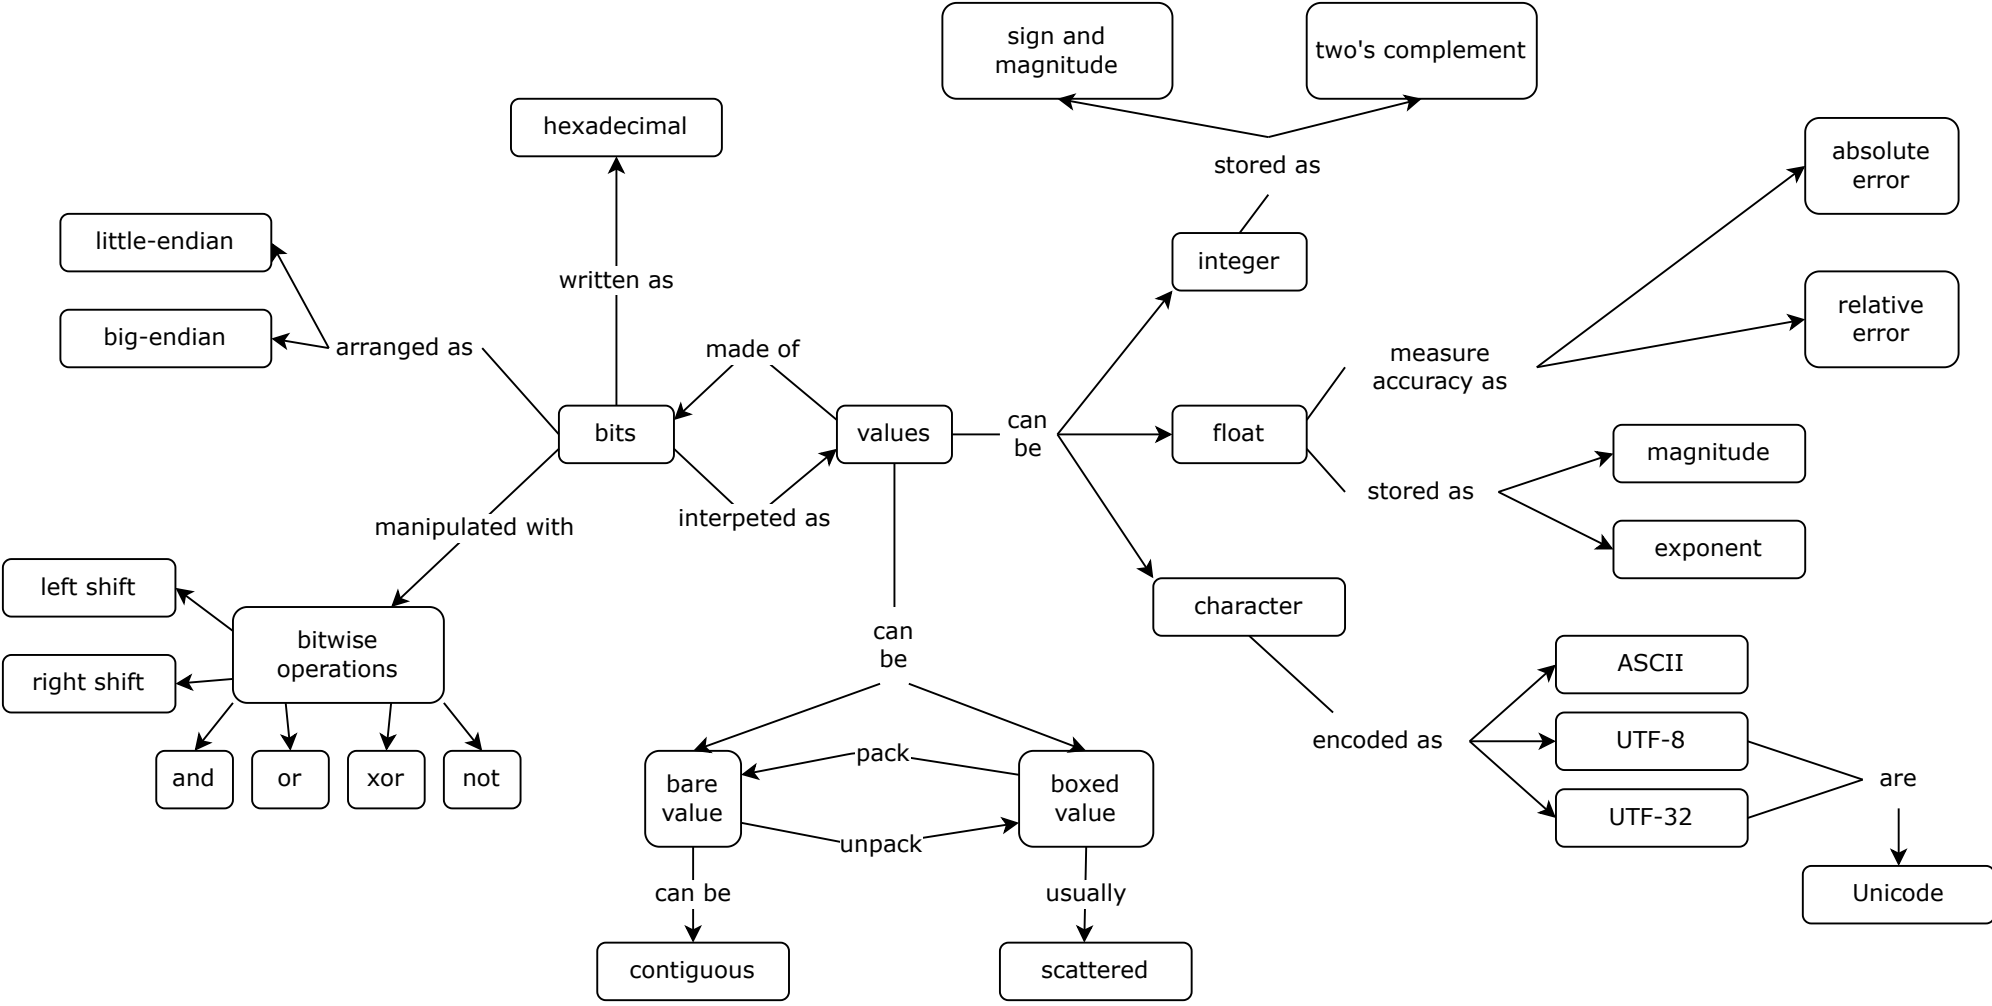 sign and
magnitude
two's complement
hexadecimal
stored as
absolute
error
little-endian
integer
written as
relative
error
big-endian
arranged as
made of
measure
accuracy as
bits
values
can
be
float
magnitude
stored as
interpeted as
manipulated with
exponent
left shift
character
bitwise
operations
can
be
ASCII
right shift
encoded as
UTF-8
pack
and
or
xor
not
bare
value
boxed
value
are
UTF-32
unpack
can be
usually
Unicode
contiguous
scattered